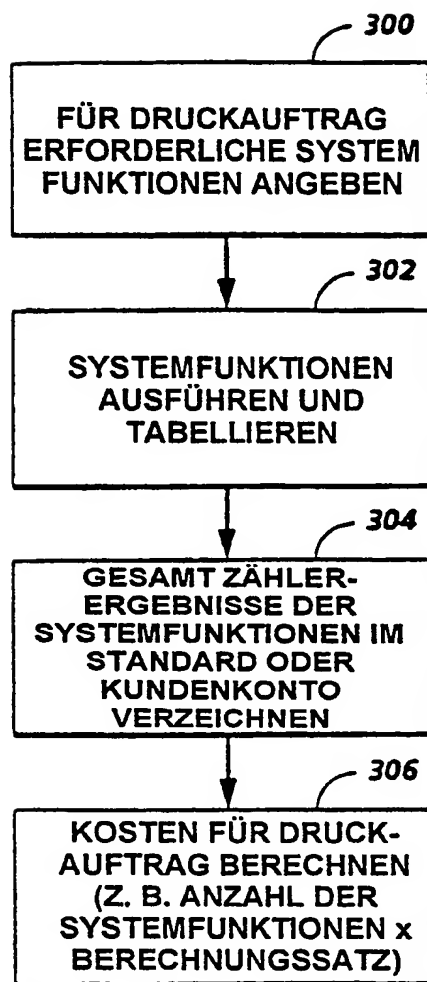 300
FÜR DRUCKAUFTRAG
ERFORDERLICHE SYSTEM
FUNKTIONEN ANGEBEN
302
SYSTEMFUNKTIONEN
AUSFÜHREN UND
TABELLIEREN
304
GESAMT ZÄHLER-
ERGEBNISSE DER
SYSTEMFUNKTIONEN IM
STANDARD ODER
KUNDENKONTO
VERZEICHNEN
306
KOSTEN FÜR DRUCK-
AUFTRAG BERECHNEN
(Z. B. ANZAHL DER
SYSTEMFUNKTIONEN x
BERECHNUNGSSATZ)